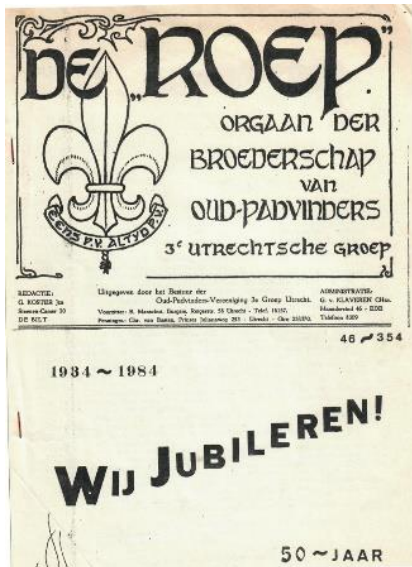 DE „ROEP”
ORGAAN DER
BROEDERSCHAP
VAN
OUD-PADVINDERS
3e UTRECHTSCHE GROEP
EENS P.V. ALTYD P.V.
REDACTIE:
G. KOSTER Jzn
DE BILT
Uitgegeven door het Bestuur der
Oud-Padvinders-Vereeniging 3e Groep Utrecht.
ADMINISTRATIE:
G. v. KLAVEREN
46 ~ 354
1934 ~ 1984
WIJ JUBILEREN!
50 ~ JAAR